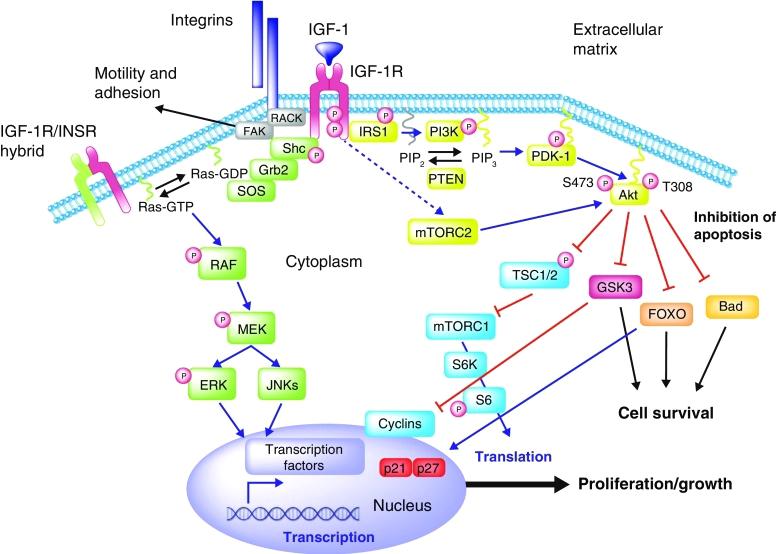 Integrins
IGF-1
Extracellular
matrix
IGF-1R
Motility and
adhesion
RACK
FAK
P
P
P
IRS1
PI3K
P
IGF-1R/INSR
hybrid
Shc
P
PIP2
PIP3
P
PDK-1
Ras-GDP
Grb2
PTEN
SOS
S473
P
P
T308
Akt
Ras-GTP
mTORC2
Inhibition of
apoptosis
P
RAF
Cytoplasm
P
TSC1/2
GSK3
Bad
FOXO
P
MEK
mTORC1
S6K
P
ERK
JNKs
S6
P
Cell survival
Cyclins
Transcription
factors
Translation
p21
p27
Proliferation/growth
Nucleus
Transcription